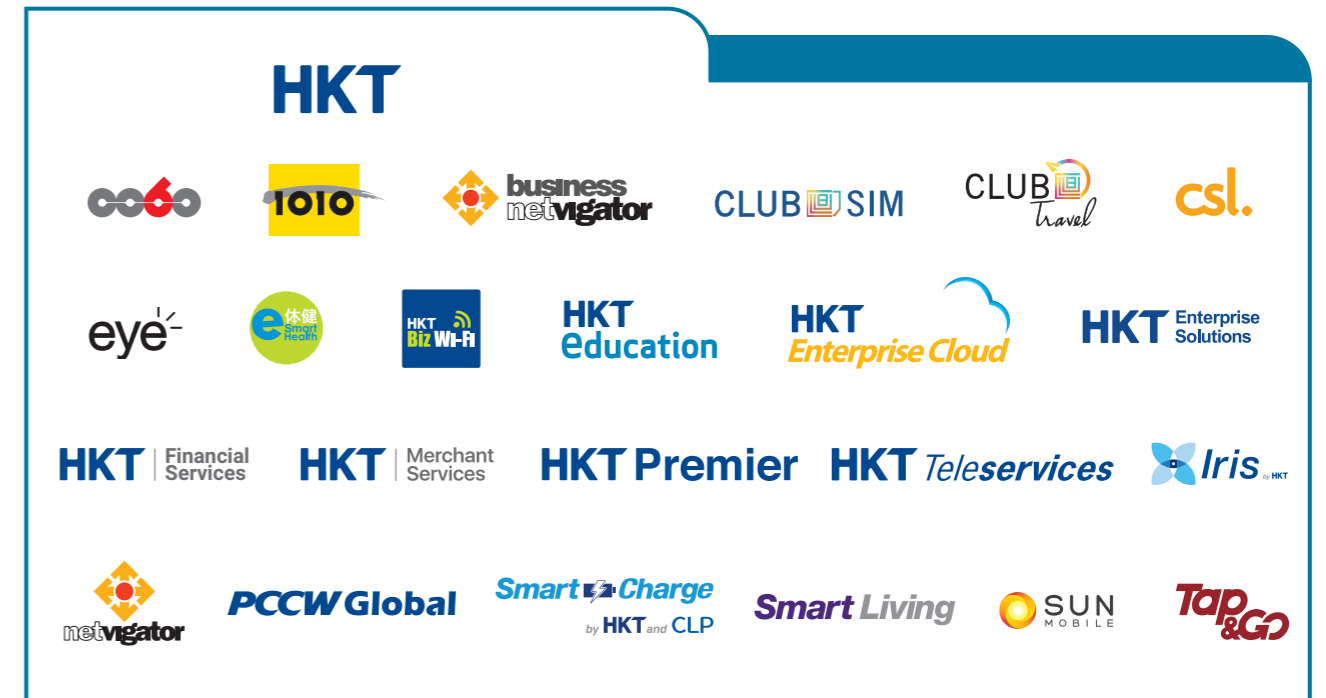 HKT
0060
1010
business
netvigator
CLUB SIM
CLUB
Travel
csl.
eye
e 休健
Smart
Health
HKT
Biz Wi-Fi
HKT
education
HKT
Enterprise Cloud
HKT Enterprise
Solutions
HKT Financial
Services
HKT Merchant
Services
HKT Premier
HKT Teleservices
Iris by HKT
netvigator
PCCW Global
Smart Charge
by HKT and CLP
Smart Living
SUN
MOBILE
Tap
&GO